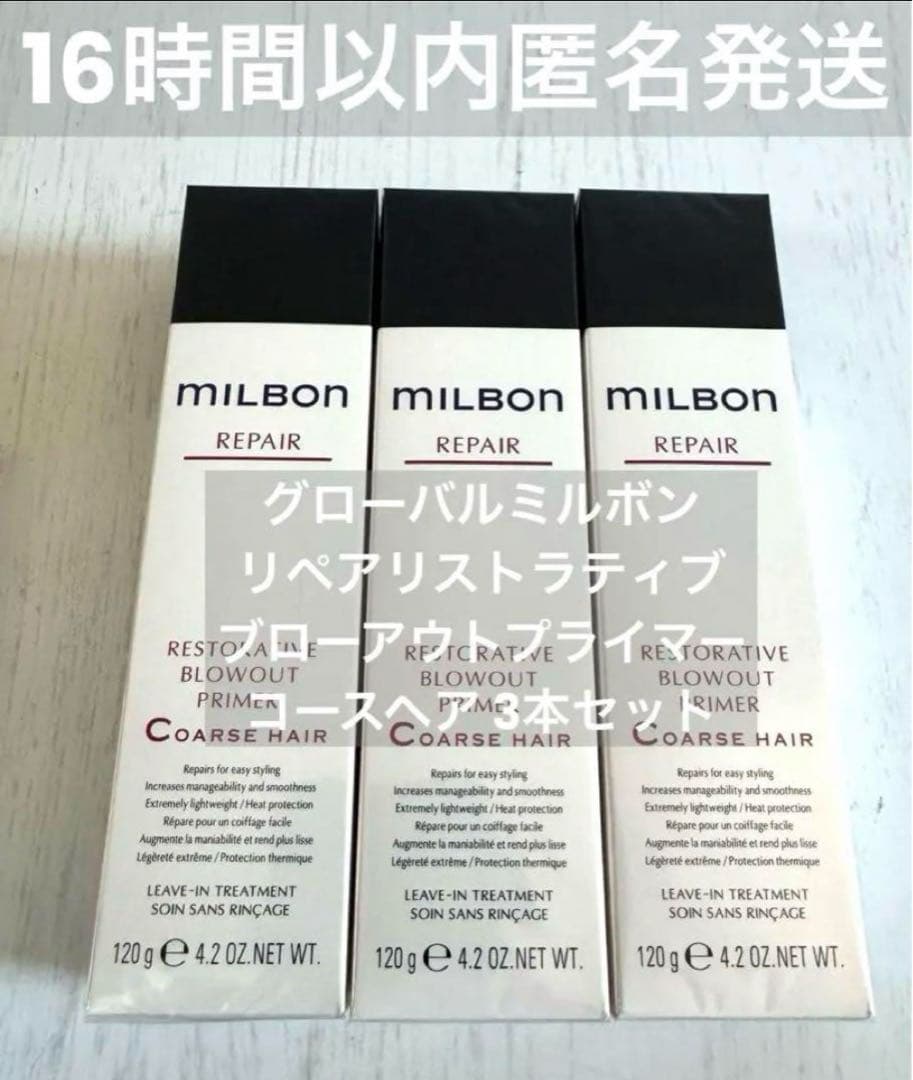 16時間以内匿名発送
グローバルミルボン
リペアリストラティブ
ブローアウトプライマー
コースヘア 3本セット
MILBON
REPAIR
RESTORATIVE
BLOWOUT
PRIMER
COARSE HAIR
Repairs for easy styling
Increases manageability and smoothness
Extremely lightweight / Heat protection
Répare pour un coiffage facile
Augmente la maniabilité et rend plus lisse
Légèreté extrême / Protection thermique
LEAVE-IN TREATMENT
SOIN SANS RINÇAGE
120 g e 4.2 OZ.NET WT.
MILBON
REPAIR
RESTORATIVE
BLOWOUT
PRIMER
COARSE HAIR
Repairs for easy styling
Increases manageability and smoothness
Extremely lightweight / Heat protection
Répare pour un coiffage facile
Augmente la maniabilité et rend plus lisse
Légèreté extrême / Protection thermique
LEAVE-IN TREATMENT
SOIN SANS RINÇAGE
120 g e 4.2 OZ.NET WT.
MILBON
REPAIR
RESTORATIVE
BLOWOUT
PRIMER
COARSE HAIR
Repairs for easy styling
Increases manageability and smoothness
Extremely lightweight / Heat protection
Répare pour un coiffage facile
Augmente la maniabilité et rend plus lisse
Légèreté extrême / Protection thermique
LEAVE-IN TREATMENT
SOIN SANS RINÇAGE
120 g e 4.2 OZ.NET WT.